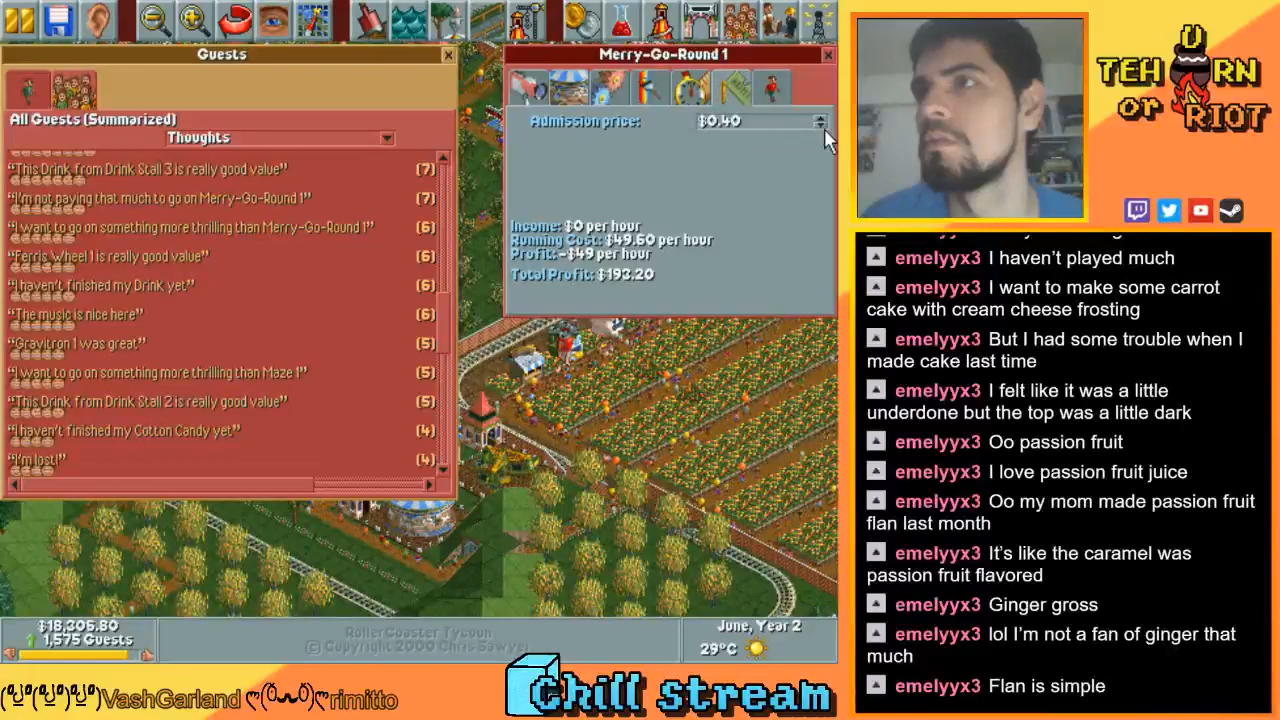 Guests
All Guests (Summarized)
Thoughts
"This Drink from Drink Stall 3 is really good value" (7)
"I'm not paying that much to go on Merry-Go-Round 1" (7)
"I want to go on something more thrilling than Merry-Go-Round 1" (6)
"Ferris Wheel 1 is really good value" (6)
"I haven't finished my Drink yet" (6)
"The music is nice here" (6)
"Gravitron 1 was great" (5)
"I want to go on something more thrilling than Maze 1" (5)
"This Drink from Drink Stall 2 is really good value" (5)
"I haven't finished my Cotton Candy yet" (4)
"I'm lost!" (4)
Merry-Go-Round 1
Admission price: $0.40
Income: $0 per hour
Running Cost: $49.60 per hour
Profit: -$49 per hour
Total Profit: $193.20
$18,305.80
1,575 Guests
RollerCoaster Tycoon
© Copyright 2000 Chris Sawyer
June, Year 2
29°C
VashGarland
rimitto
Chill stream
U
TEH RN
or RIOT
emelyyx3 I haven't played much
emelyyx3 I want to make some carrot
cake with cream cheese frosting
emelyyx3 But I had some trouble when I
made cake last time
emelyyx3 I felt like it was a little
underdone but the top was a little dark
emelyyx3 Oo passion fruit
emelyyx3 I love passion fruit juice
emelyyx3 Oo my mom made passion fruit
flan last month
emelyyx3 It's like the caramel was
passion fruit flavored
emelyyx3 Ginger gross
emelyyx3 lol I'm not a fan of ginger that
much
emelyyx3 Flan is simple